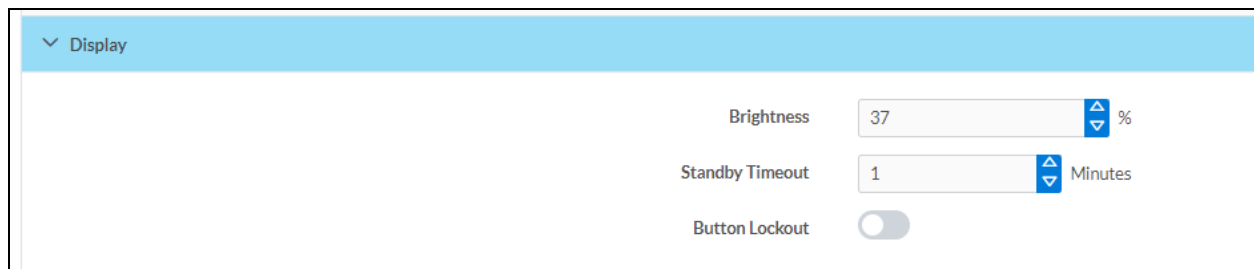 Display
Brightness 37 %
Standby Timeout 1 Minutes
Button Lockout